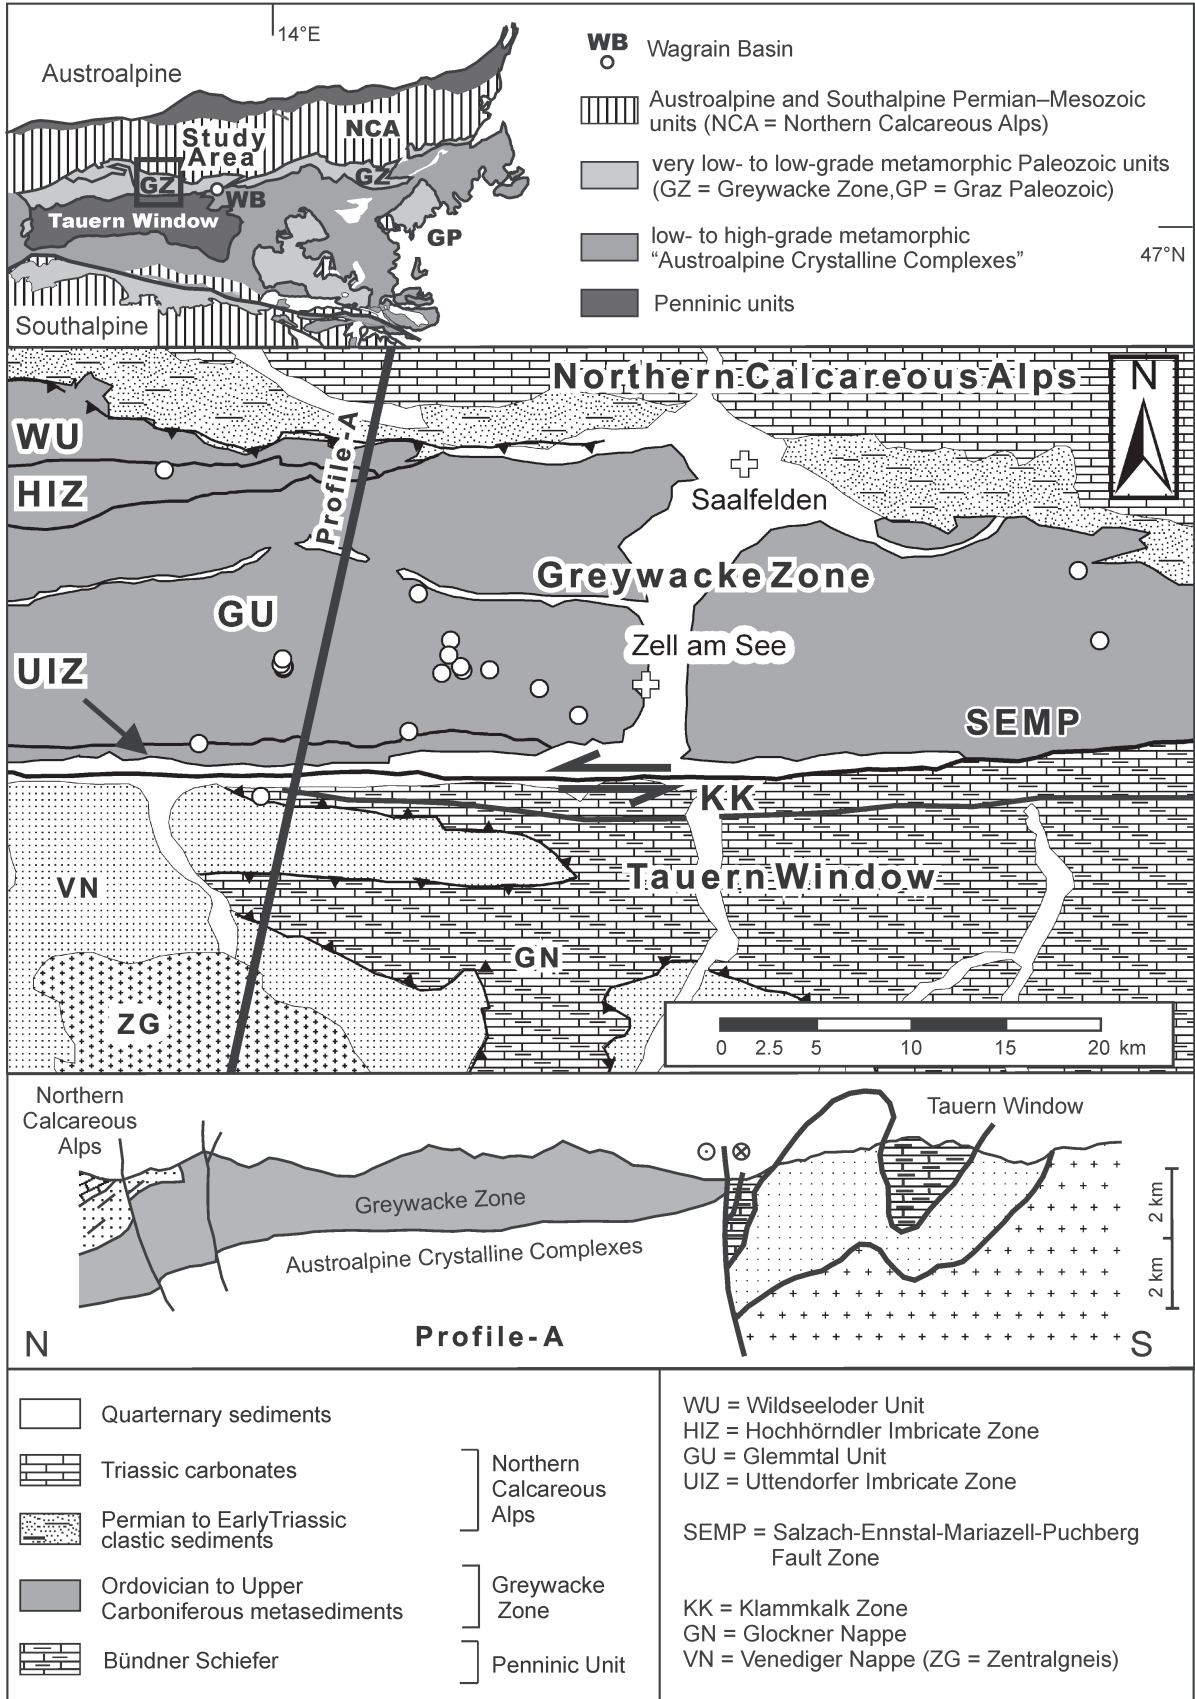 14°E
WB
Wagrain Basin
Austroalpine
Austroalpine and Southalpine Permian–Mesozoic
units (NCA = Northern Calcareous Alps)
Study
Area
NCA
GZ
GZ
WB
very low- to low-grade metamorphic Paleozoic units
(GZ = Greywacke Zone,GP = Graz Paleozoic)
Tauern Window
GP
low- to high-grade metamorphic
“Austroalpine Crystalline Complexes”
47°N
Penninic units
Southalpine
Northern Calcareous Alps
N
WU
Profile-A
HIZ
Saalfelden
Greywacke Zone
GU
Zell am See
UIZ
SEMP
KK
VN
Tauern Window
GN
ZG
0 2.5 5 10 15 20 km
Northern
Calcareous
Alps
Tauern Window
Greywacke Zone
Austroalpine Crystalline Complexes
2 km
2 km
N
Profile-A
S
Quarternary sediments
Triassic carbonates
Permian to EarlyTriassic
clastic sediments
Northern
Calcareous
Alps
Ordovician to Upper
Carboniferous metasediments
Greywacke
Zone
Bündner Schiefer
Penninic Unit
WU = Wildseeloder Unit
HIZ = Hochhörndler Imbricate Zone
GU = Glemmtal Unit
UIZ = Uttendorfer Imbricate Zone
SEMP = Salzach-Ennstal-Mariazell-Puchberg
Fault Zone
KK = Klammkalk Zone
GN = Glockner Nappe
VN = Venediger Nappe (ZG = Zentralgneis)